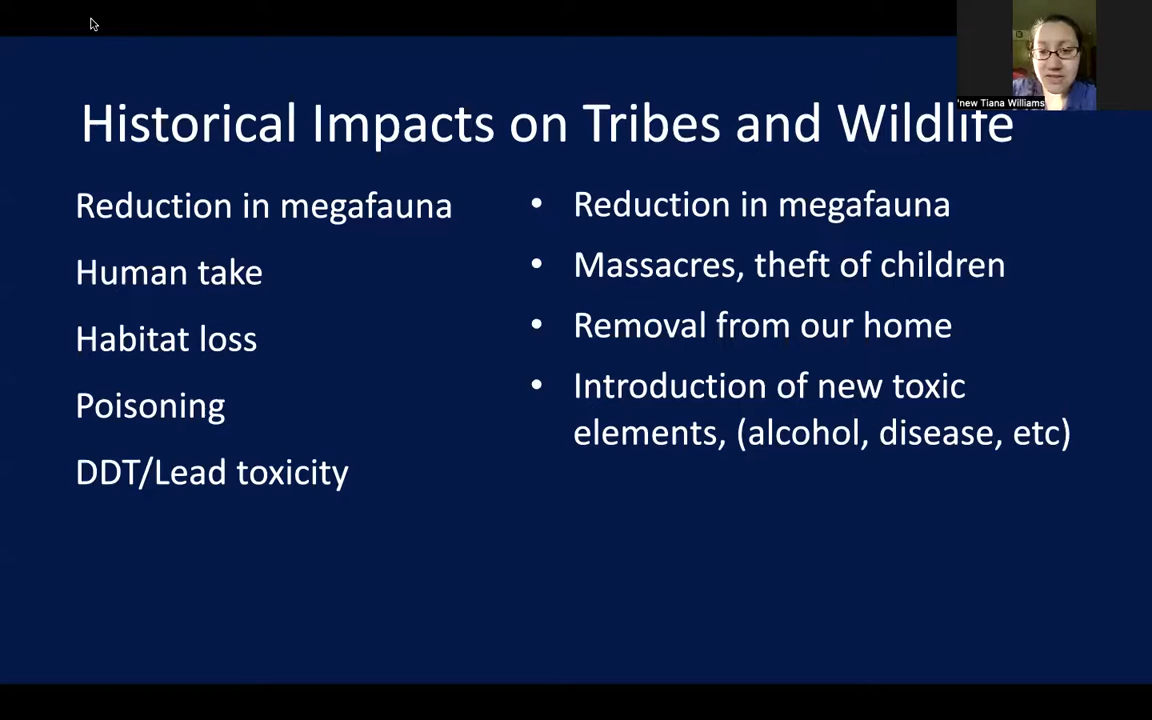 'new Tiana Williams
Historical Impacts on Tribes and Wildlife
Reduction in megafauna
Human take
Habitat loss
Poisoning
DDT/Lead toxicity
• Reduction in megafauna
• Massacres, theft of children
• Removal from our home
• Introduction of new toxic
elements, (alcohol, disease, etc)